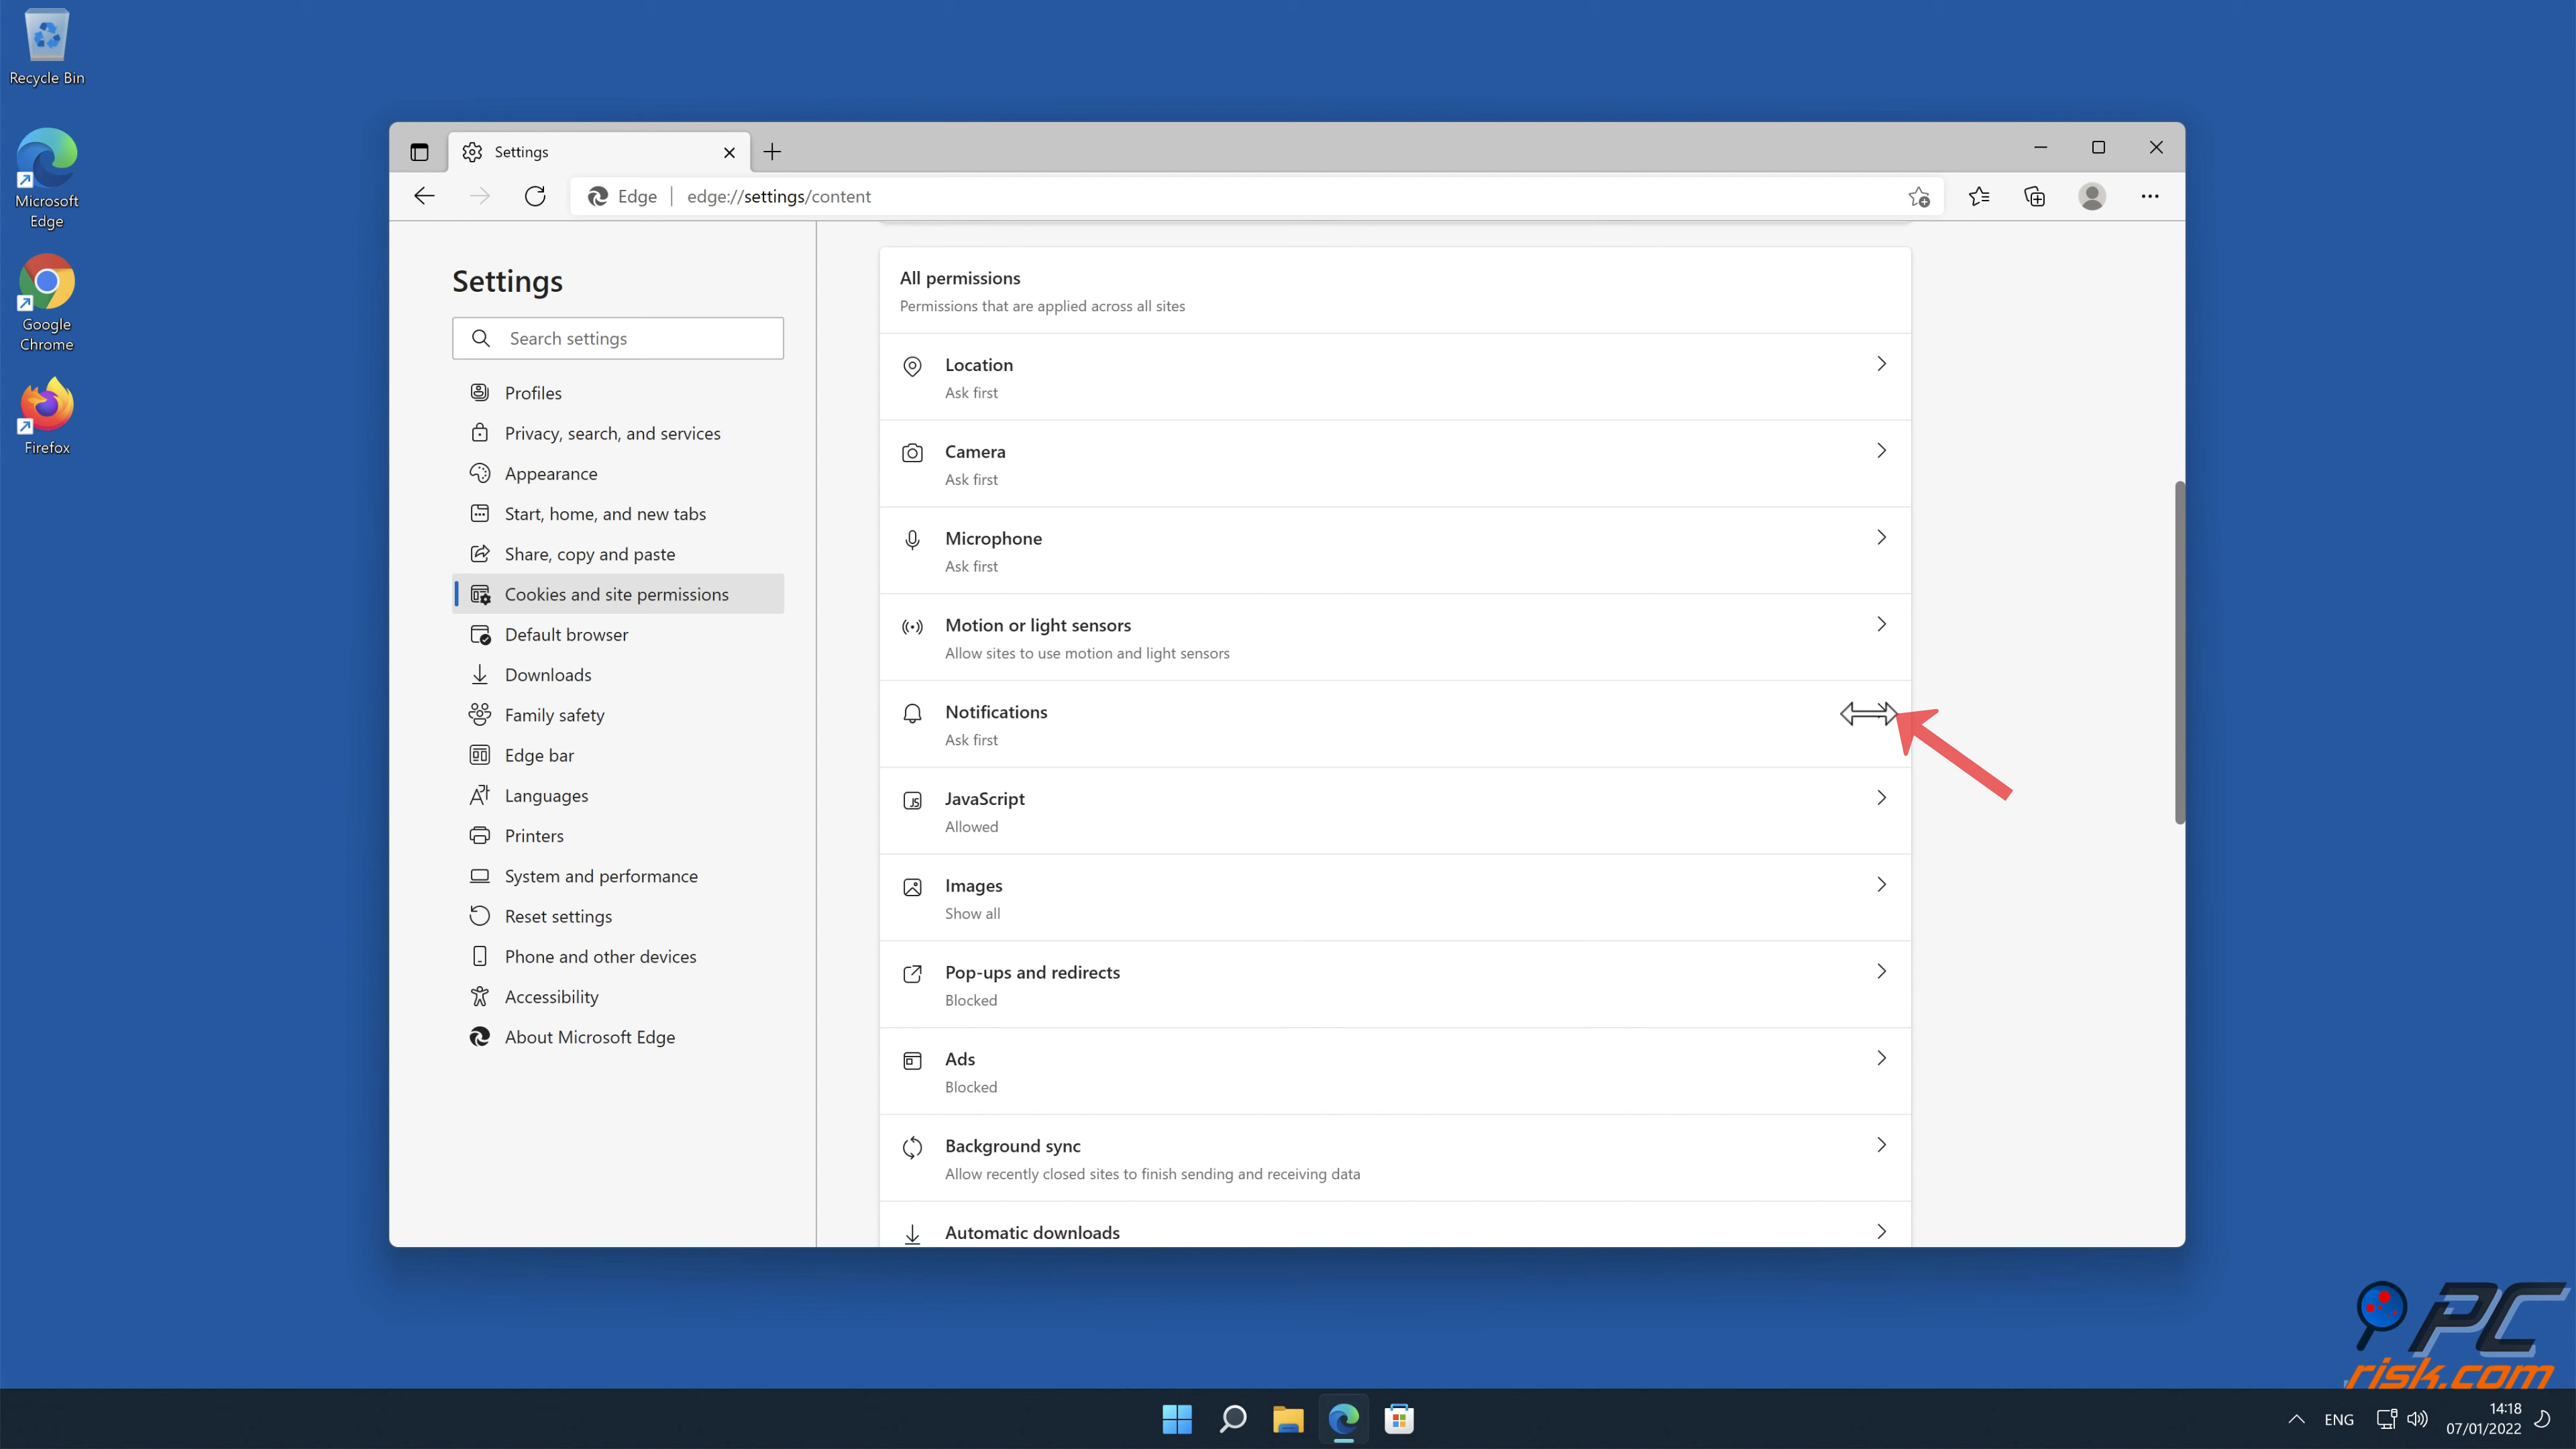 Recycle Bin
Microsoft
Edge
Google
Chrome
Firefox
Settings
Edge
edge://settings/content
Settings
Search settings
Profiles
Privacy, search, and services
Appearance
Start, home, and new tabs
Share, copy and paste
Cookies and site permissions
Default browser
Downloads
Family safety
Edge bar
Languages
Printers
System and performance
Reset settings
Phone and other devices
Accessibility
About Microsoft Edge
All permissions
Permissions that are applied across all sites
Location
Ask first
Camera
Ask first
Microphone
Ask first
Motion or light sensors
Allow sites to use motion and light sensors
Notifications
Ask first
JavaScript
Allowed
Images
Show all
Pop-ups and redirects
Blocked
Ads
Blocked
Background sync
Allow recently closed sites to finish sending and receiving data
Automatic downloads
PC
risk.com
ENG
14:18
07/01/2022